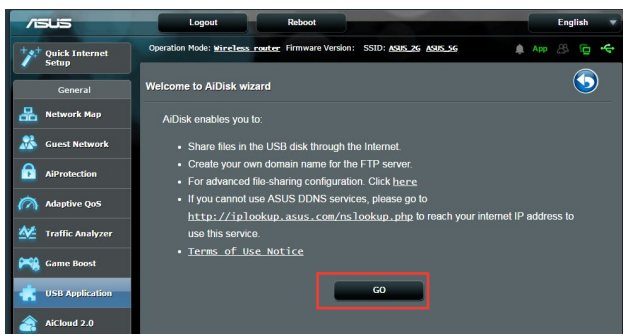 ASUS
Logout
Reboot
English
Quick Internet
Setup
Operation Mode: Wireless router Firmware Version: SSID: ASUS_2G ASUS_5G
App
General
Network Map
Guest Network
AiProtection
Adaptive QoS
Traffic Analyzer
Game Boost
USB Application
AiCloud 2.0
Welcome to AiDisk wizard
AiDisk enables you to:
• Share files in the USB disk through the Internet.
• Create your own domain name for the FTP server.
• For advanced file-sharing configuration. Click here
• If you cannot use ASUS DDNS services, please go to
http://iplookup.asus.com/nslookup.php to reach your internet IP address to
use this service.
• Terms of Use Notice
GO